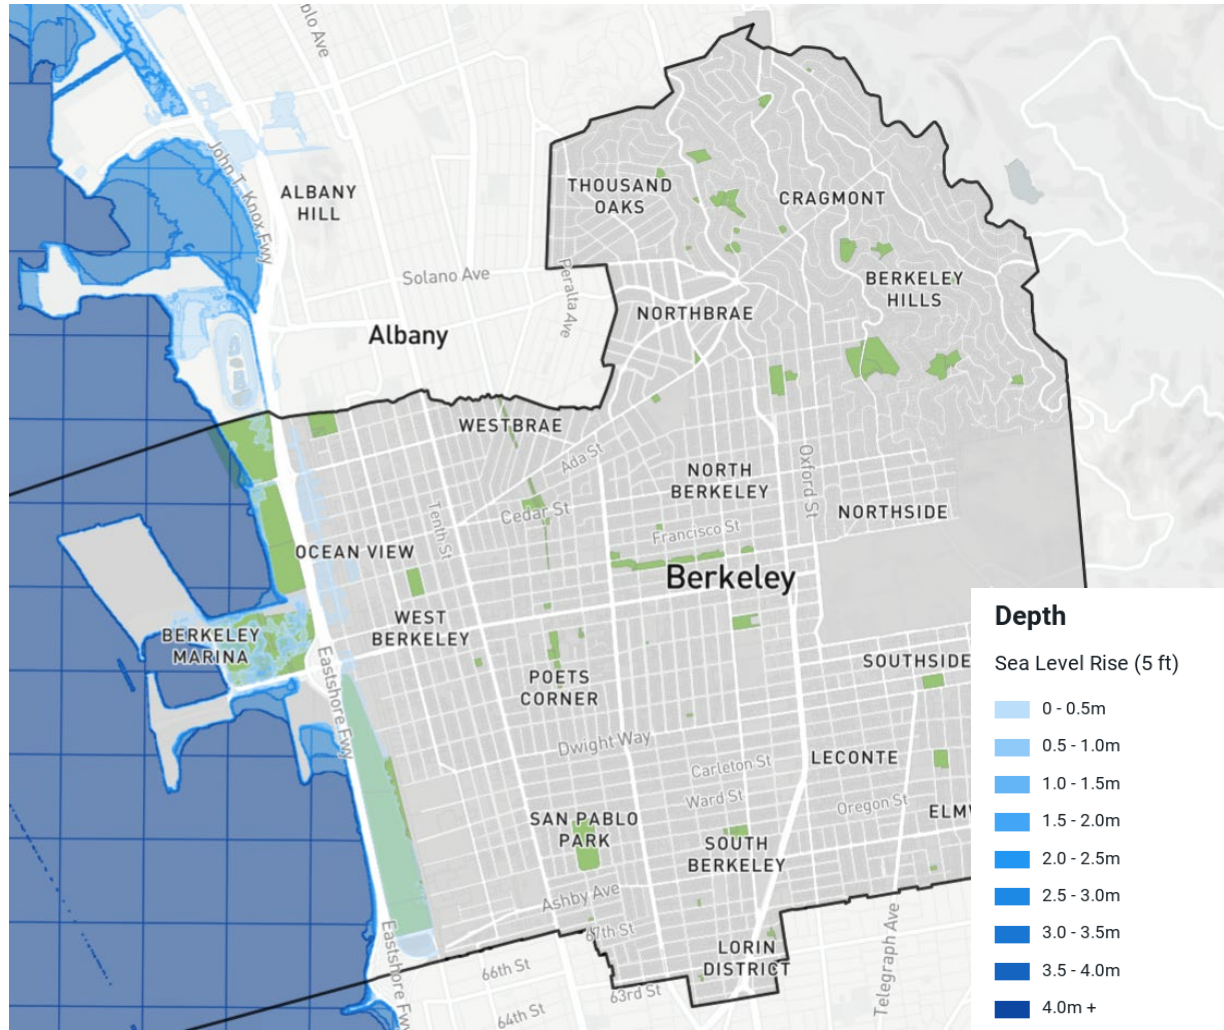 blo Ave
John T. Knox Fwy
ALBANY
HILL
THOUSAND
OAKS
CRAGMONT
Solano Ave
Peralta Ave
BERKELEY
HILLS
NORTHBRAE
Albany
WESTBRAE
Ada St
NORTH
BERKELEY
Oxford St
Cedar St
Tenth St
NORTHSIDE
Francisco St
OCEAN VIEW
Berkeley
WEST
BERKELEY
BERKELEY
MARINA
Eastshore Fwy
POETS
CORNER
SOUTHSIDE
Dwight Way
Carleton St
LECONTE
Ward St
Oregon St
ELMW
SAN PABLO
PARK
SOUTH
BERKELEY
Ashby Ave
67th St
Eastshore Fwy
66th St
64th St
63rd St
LORIN
DISTRICT
Telegraph Ave
Depth
Sea Level Rise (5 ft)
0 - 0.5m
0.5 - 1.0m
1.0 - 1.5m
1.5 - 2.0m
2.0 - 2.5m
2.5 - 3.0m
3.0 - 3.5m
3.5 - 4.0m
4.0m +